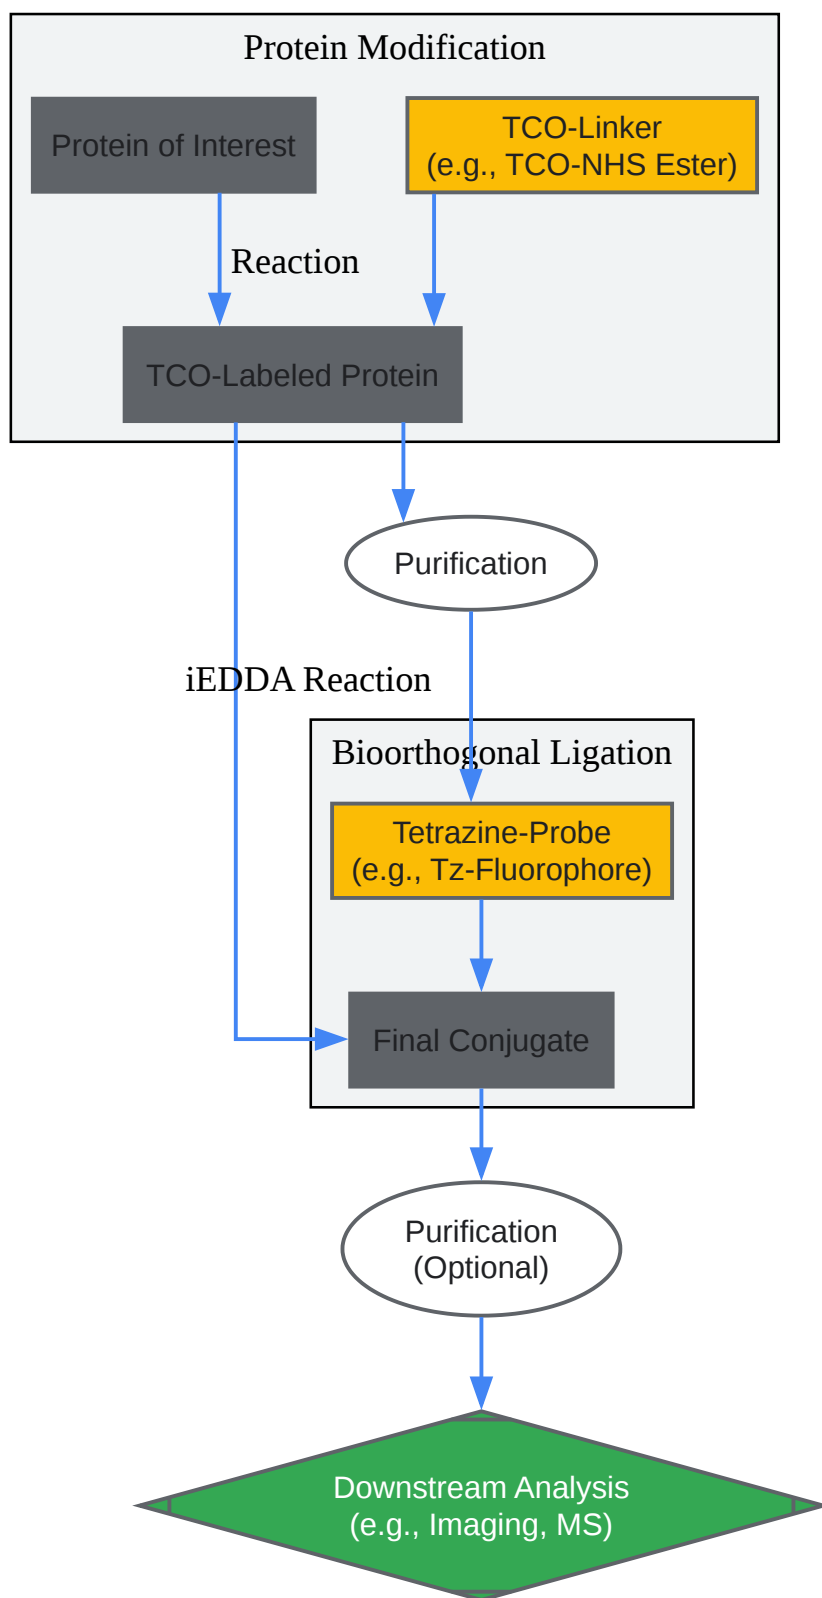 Protein Modification
Protein of Interest
TCO-Linker
(e.g., TCO-NHS Ester)
Reaction
TCO-Labeled Protein
Purification
iEDDA Reaction
Bioorthogonal Ligation
Tetrazine-Probe
(e.g., Tz-Fluorophore)
Final Conjugate
Purification
(Optional)
Downstream Analysis
(e.g., Imaging, MS)